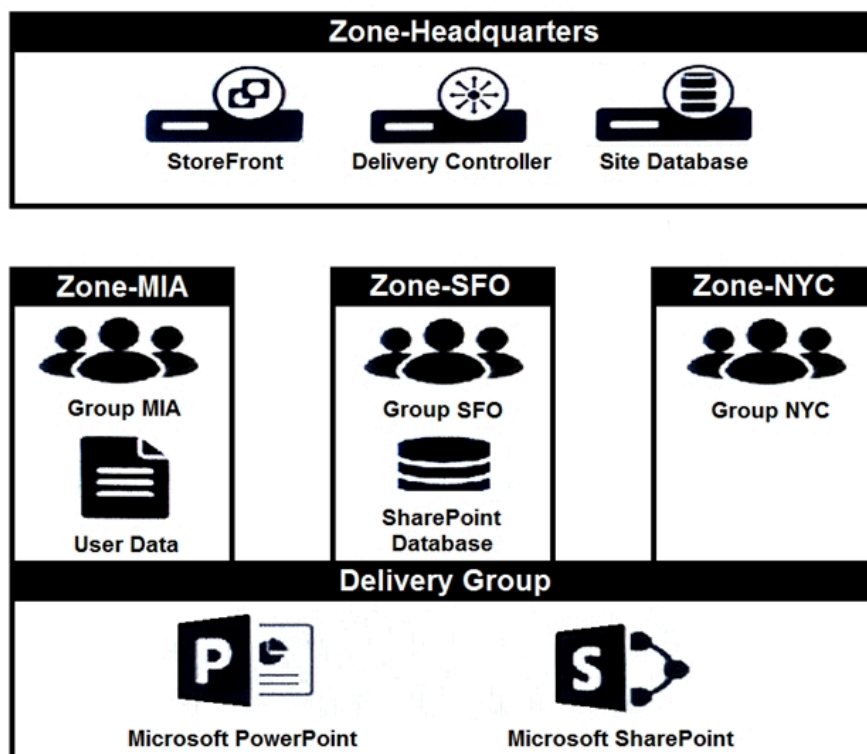 Zone-Headquarters
StoreFront
Delivery Controller
Site Database
Zone-MIA
Zone-SFO
Zone-NYC
Group MIA
Group SFO
Group NYC
User Data
SharePoint
Database
Delivery Group
P
S
Microsoft PowerPoint
Microsoft SharePoint